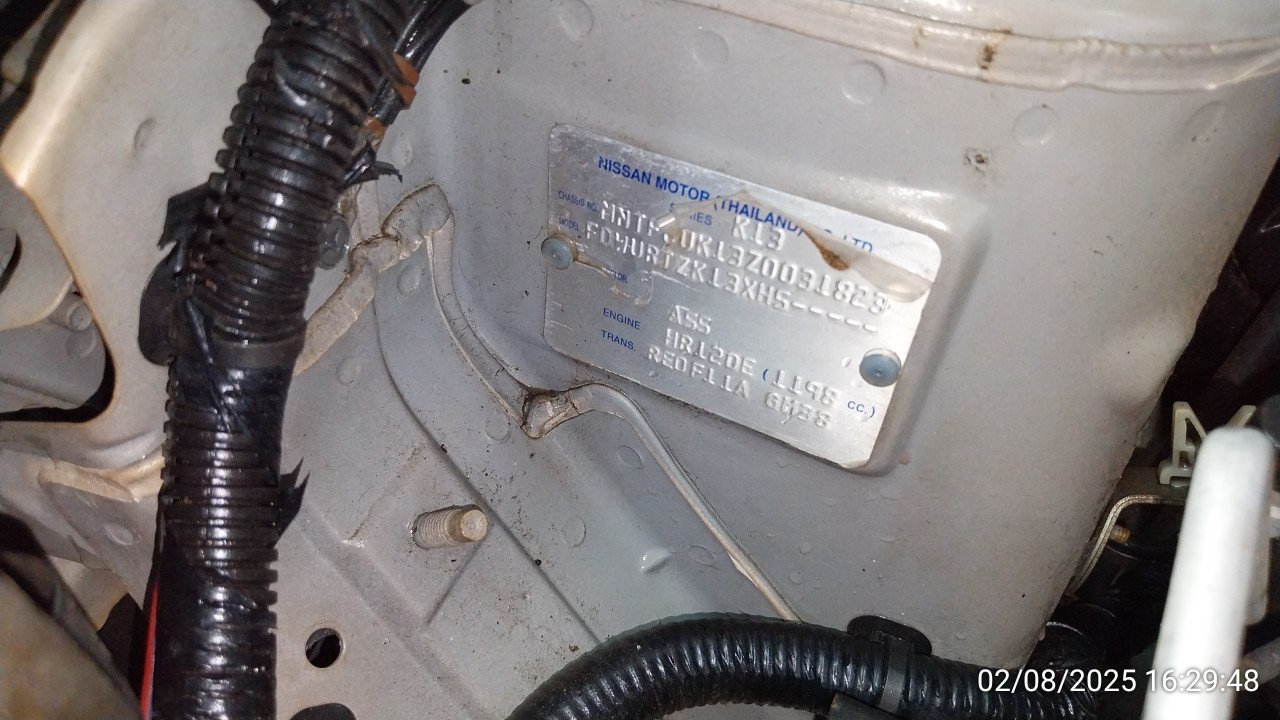 NISSAN MOTOR (THAILAND) CO., LTD.
SERIES K13
CHASSIS NO.
MODEL FDYURTZK13XHS-----
COLOR
ENGINE HR12DE (1198 CC.)
TRANS. RE0F11A GM38
02/08/2025 16:29:48